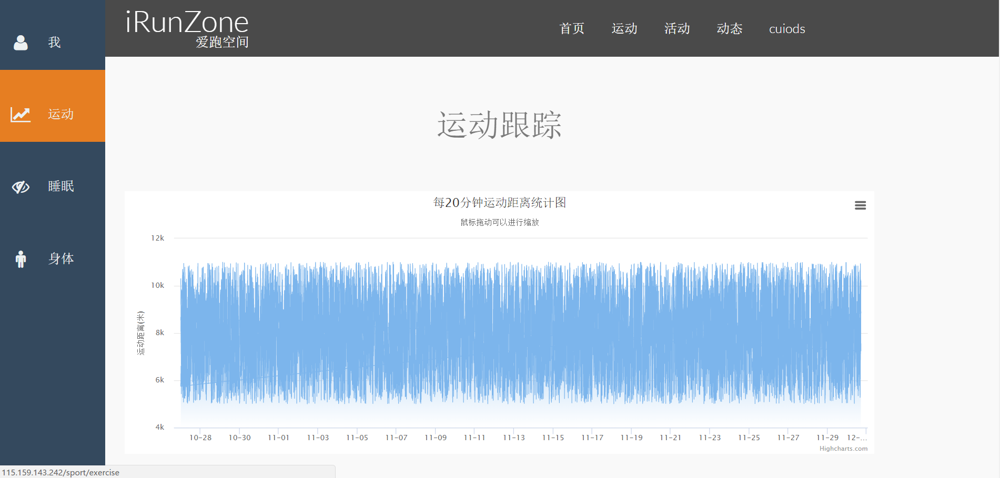 我
运动
睡眠
身体
iRunZone
爱跑空间
首页 运动 活动 动态 cuiods
运动跟踪
每20分钟运动距离统计图
鼠标拖动可以进行缩放
运动距离(米)
12k
10k
8k
6k
4k
10-28 10-30 11-01 11-03 11-05 11-07 11-09 11-11 11-13 11-15 11-17 11-19 11-21 11-23 11-25 11-27 11-29 12-...
Highcharts.com
115.159.143.242/sport/exercise